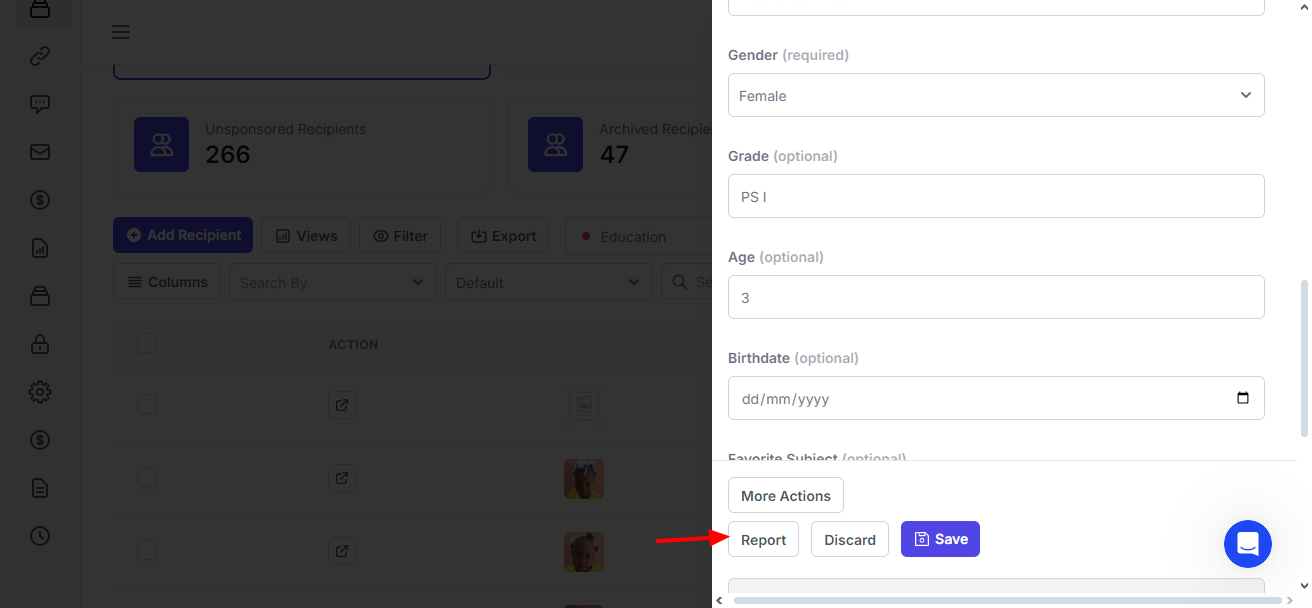 Unsponsored Recipients
266
Archived
47
Add Recipient
Views
Filter
Export
Education
Columns
Search By
Default
ACTION
Gender (required)
Female
Grade (optional)
PS I
Age (optional)
3
Birthdate (optional)
dd/mm/yyyy
Favorite Subject (optional)
More Actions
Report
Discard
Save